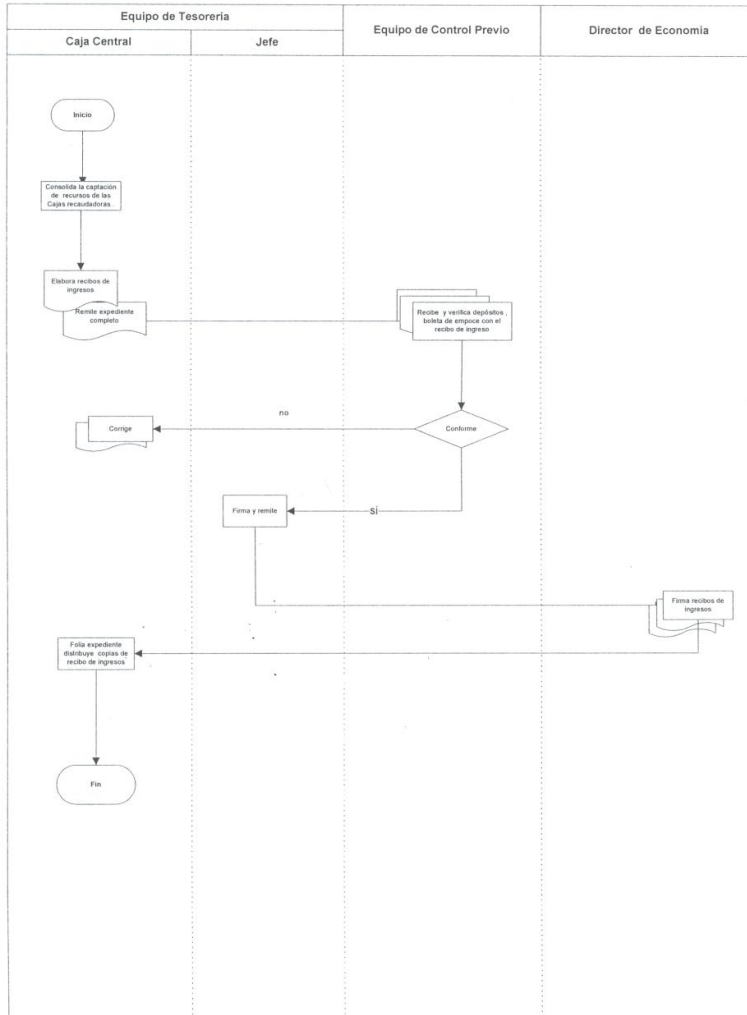 Equipo de Tesoreria
Equipo de Control Previo
Director de Economia
Caja Central
Jefe
Inicio
Consolida la captación
de recursos de las
Cajas recaudadoras..
Elabora recibos de
ingresos
Remite expediente
completo
Recibe y verifica depósitos ,
boleta de empoce con el
recibo de ingreso
no
Corrige
Conforme
Firma y remite
SÍ
Firma recibos de
ingresos
Folia expediente
distribuye copias de
recibo de ingresos
Fin